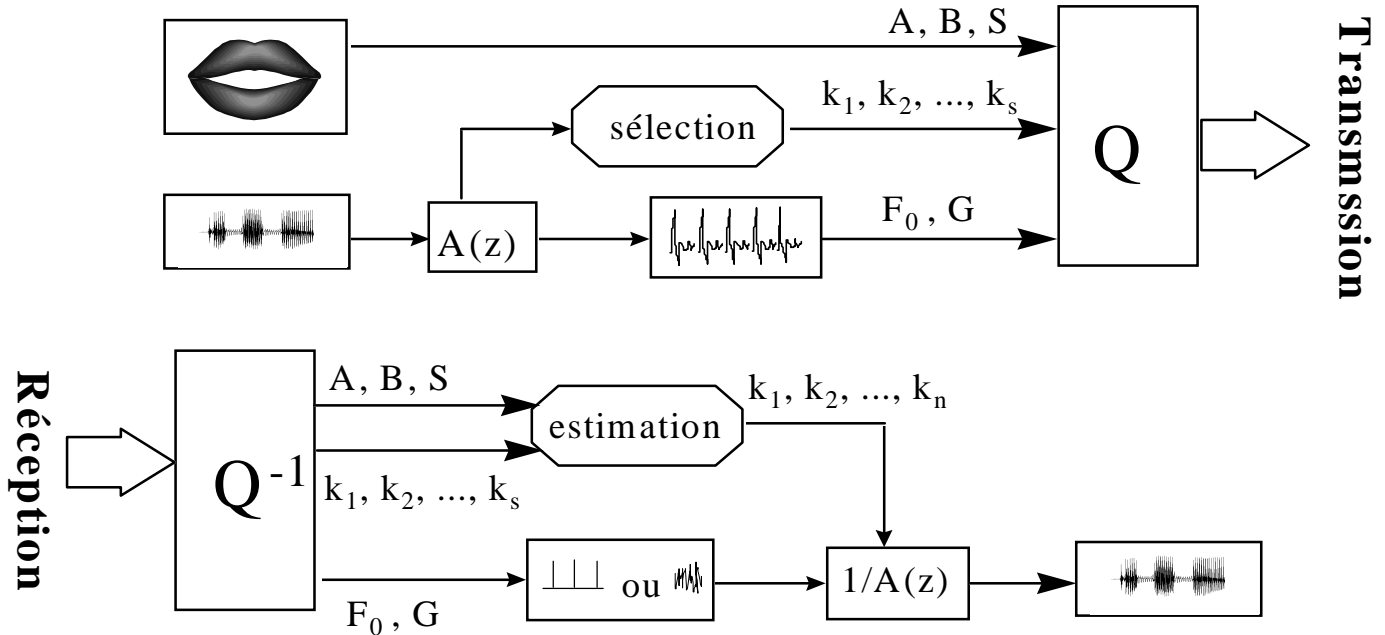 A, B, S
k₁, k₂, ..., kₛ
sélection
Q
A(z)
F₀ , G
Transmssion
Réception
Q⁻¹
A, B, S
k₁, k₂, ..., kₛ
F₀ , G
estimation
k₁, k₂, ..., kₙ
ou
1/A(z)